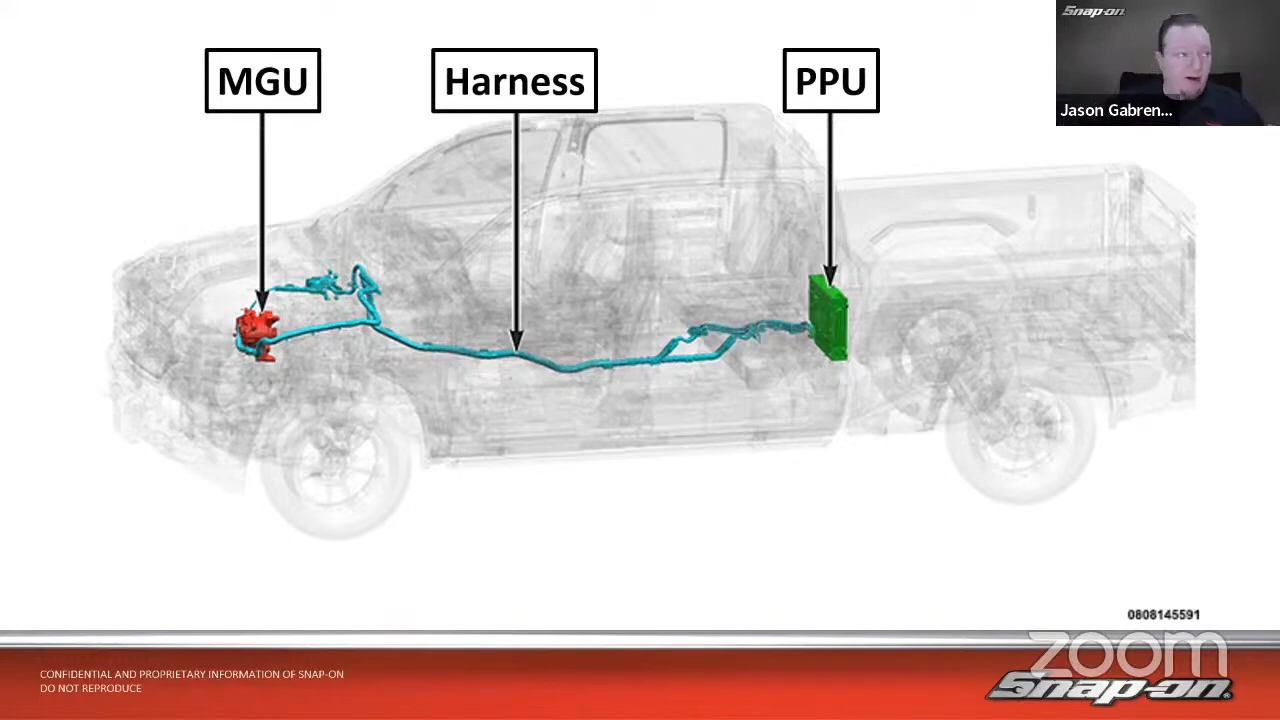 Snap-on
MGU
Harness
PPU
Jason Gabren...
0808145591
zoom
CONFIDENTIAL AND PROPRIETARY INFORMATION OF SNAP-ON
DO NOT REPRODUCE
Snap-on®